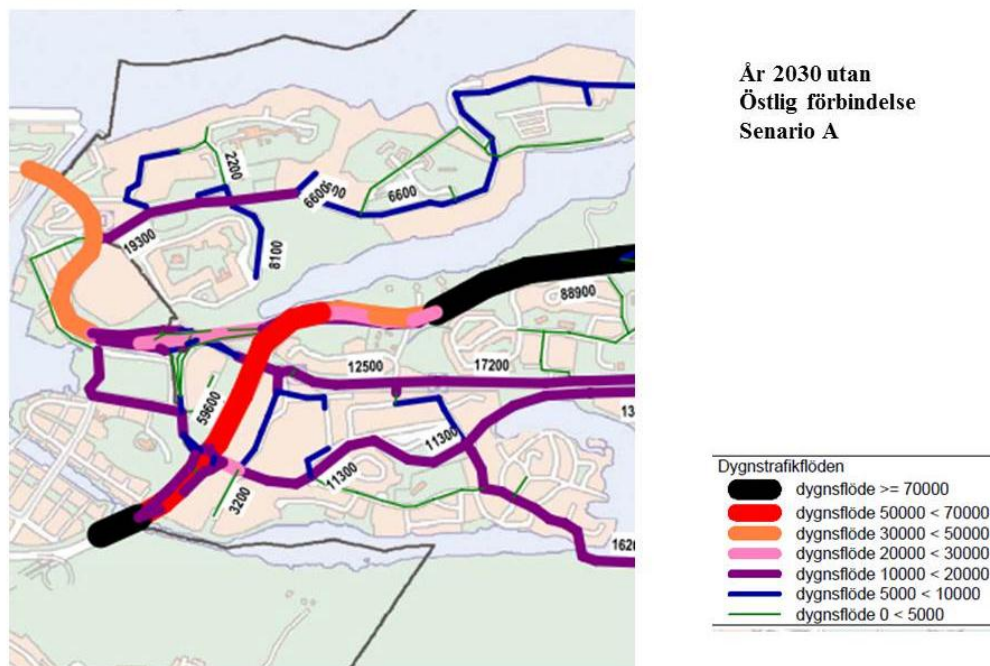 År 2030 utan
Östlig förbindelse
Senario A
2200
6600
6600
19300
8100
88900
12500
17200
59600
11300
11300
3200
Dygnstrafikflöden
dygnsflöde >= 70000
dygnsflöde 50000 < 70000
dygnsflöde 30000 < 50000
dygnsflöde 20000 < 30000
dygnsflöde 10000 < 20000
dygnsflöde 5000 < 10000
dygnsflöde 0 < 5000